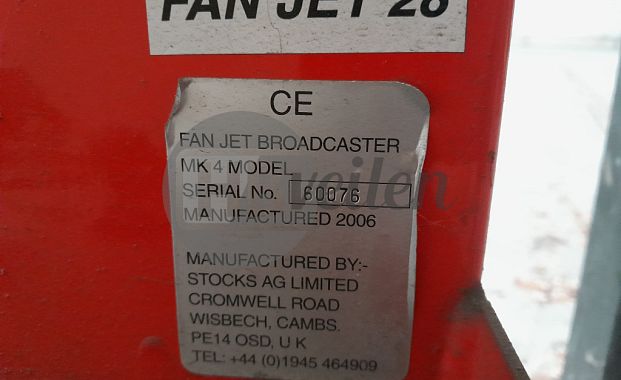 FAN JET 28
CE
FAN JET BROADCASTER
MK 4 MODEL
SERIAL No. 60076
MANUFACTURED 2006
MANUFACTURED BY:-
STOCKS AG LIMITED
CROMWELL ROAD
WISBECH, CAMBS.
PE14 OSD, U K
TEL: +44 (0)1945 464909
veilen